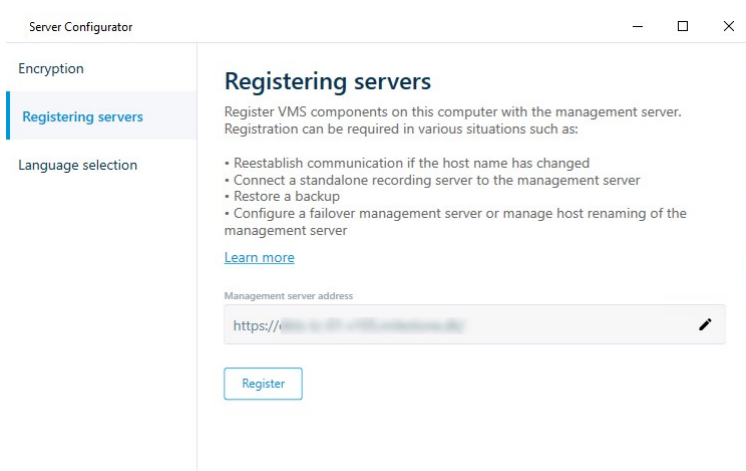 Server Configurator
Encryption
Registering servers
Language selection
Registering servers
Register VMS components on this computer with the management server.
Registration can be required in various situations such as:
• Reestablish communication if the host name has changed
• Connect a standalone recording server to the management server
• Restore a backup
• Configure a failover management server or manage host renaming of the
management server
Learn more
Management server address
https://
Register